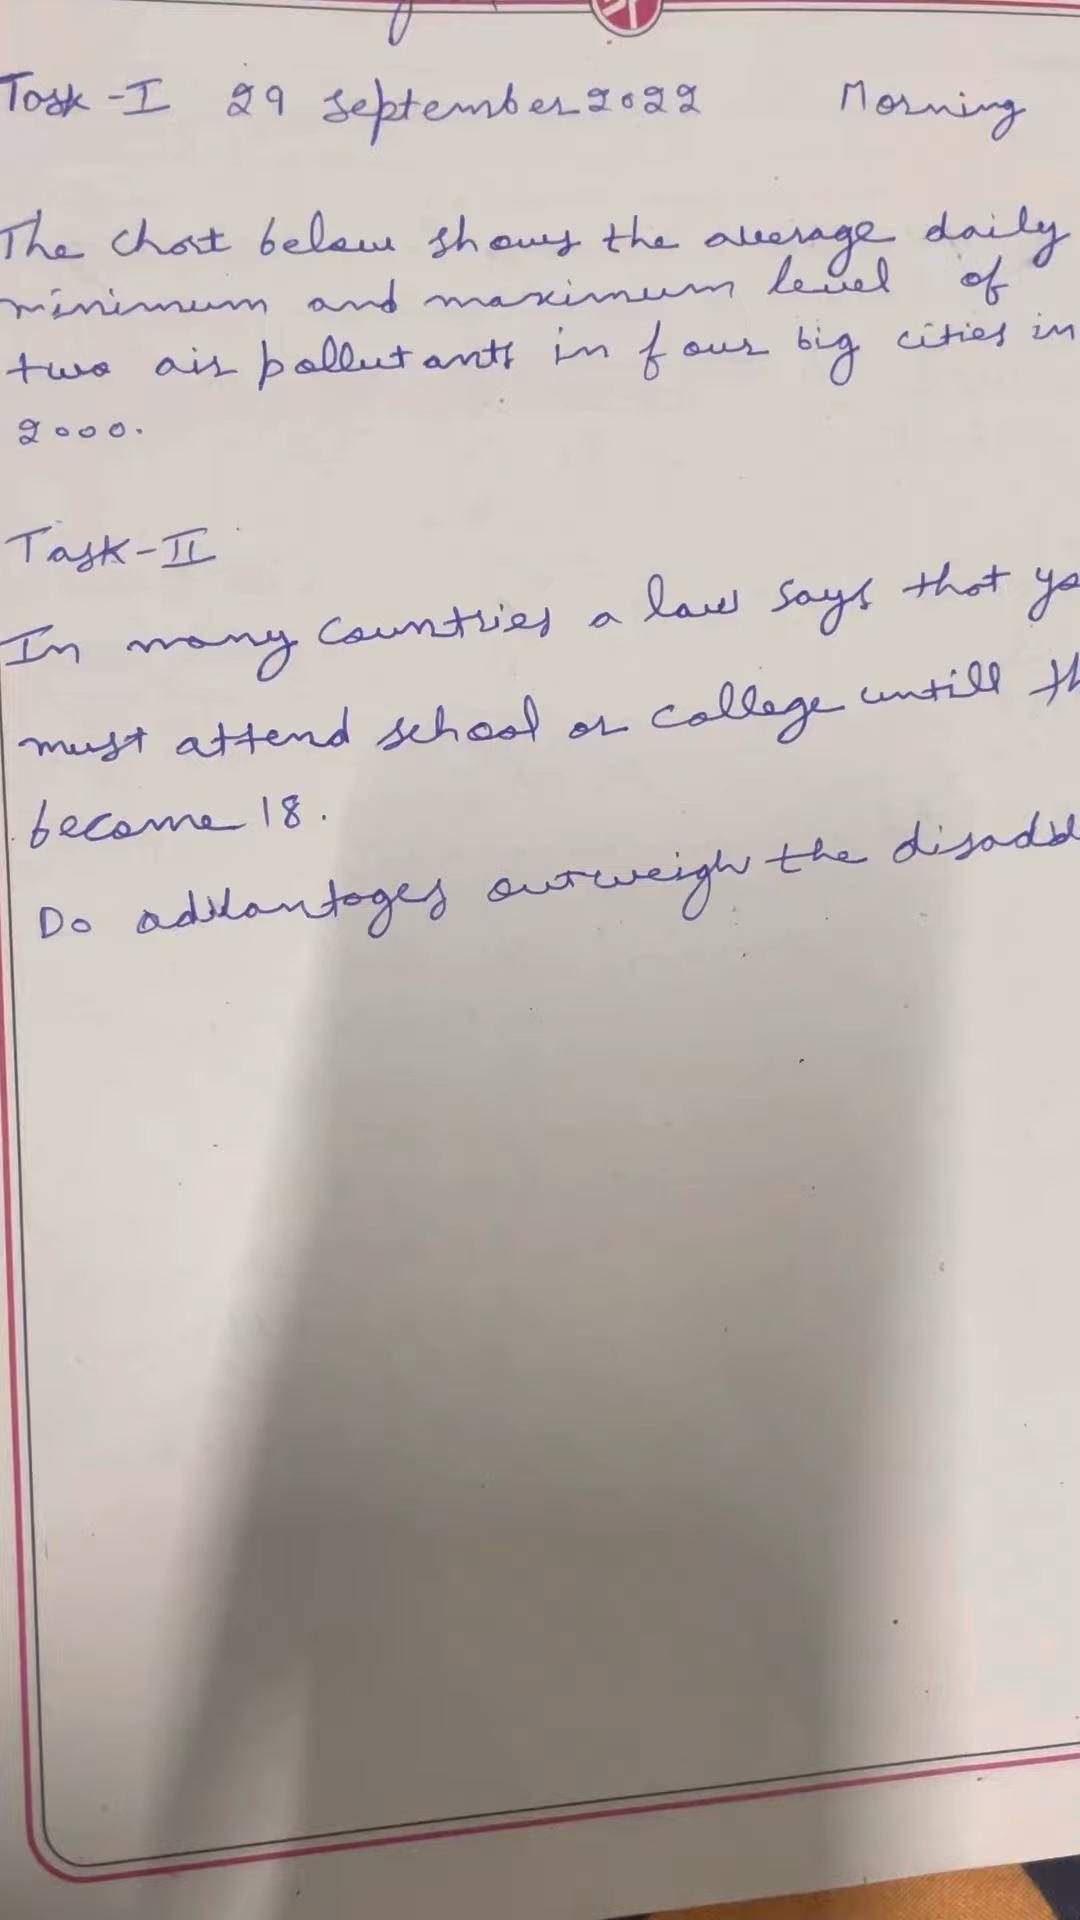 Task-I 29 September 2022 Morning
The chart below shows the average daily
minimum and maximum level of
two air pollutants in four big cities in
2000.
Task-II
In many countries a law says that
must attend school or college untill
become 18.
Do advantages outweigh the